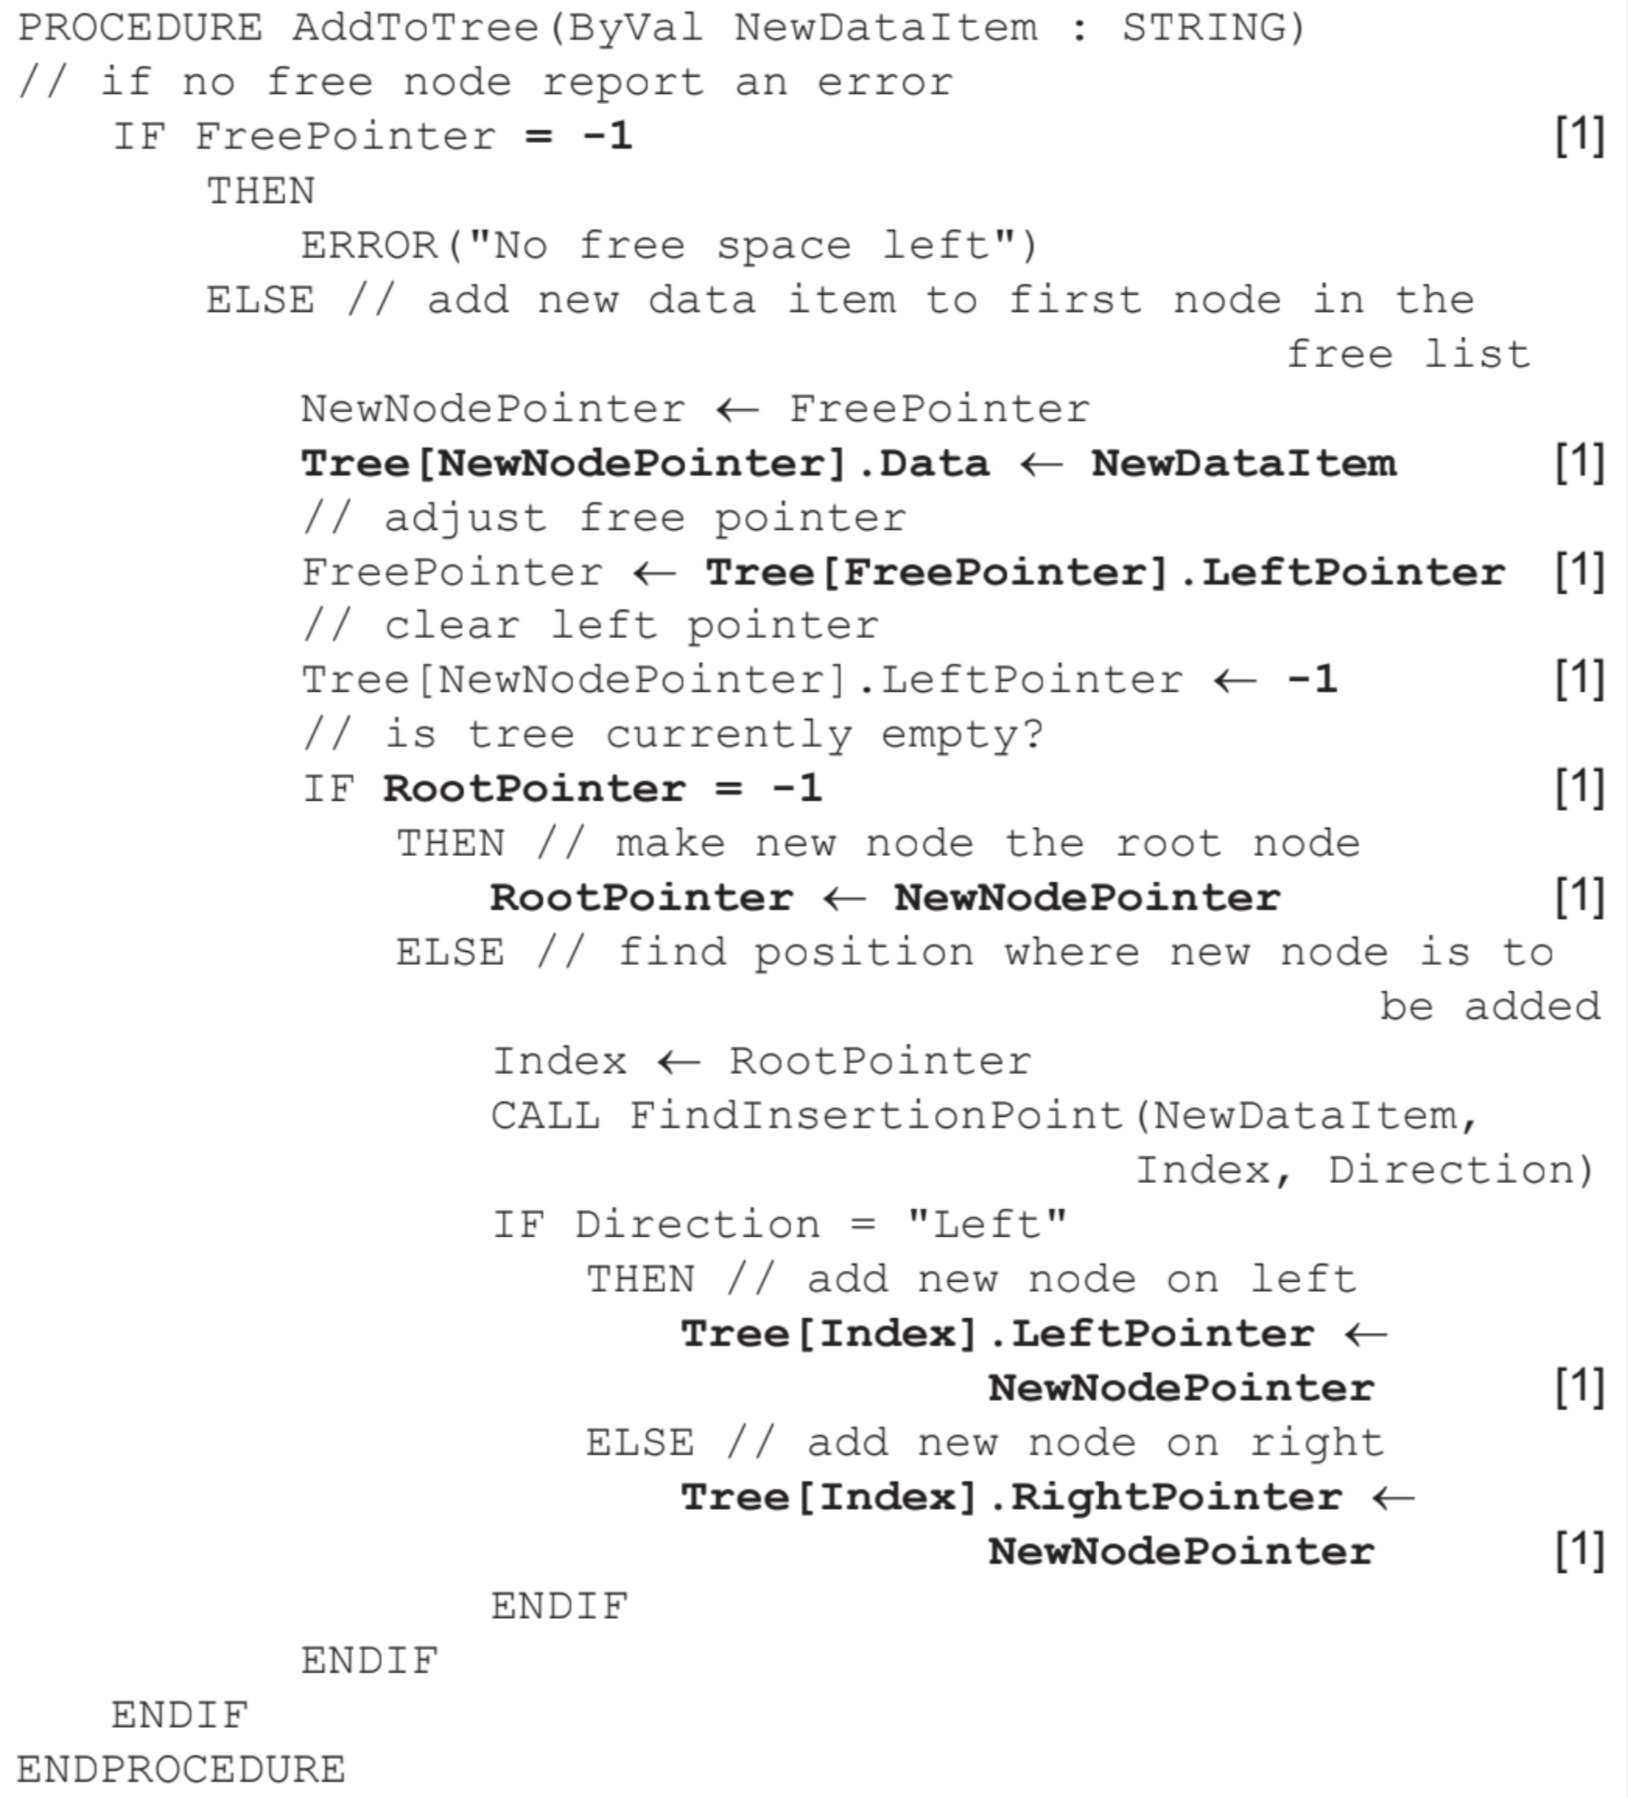 PROCEDURE AddToTree(ByVal NewDataItem : STRING)
// if no free node report an error
IF FreePointer = -1 [1]
THEN
ERROR("No free space left")
ELSE // add new data item to first node in the
free list
NewNodePointer ← FreePointer
Tree[NewNodePointer].Data ← NewDataItem [1]
// adjust free pointer
FreePointer ← Tree[FreePointer].LeftPointer [1]
// clear left pointer
Tree[NewNodePointer].LeftPointer ← -1 [1]
// is tree currently empty?
IF RootPointer = -1 [1]
THEN // make new node the root node
RootPointer ← NewNodePointer [1]
ELSE // find position where new node is to
be added
Index ← RootPointer
CALL FindInsertionPoint(NewDataItem,
Index, Direction)
IF Direction = "Left"
THEN // add new node on left
Tree[Index].LeftPointer ←
NewNodePointer [1]
ELSE // add new node on right
Tree[Index].RightPointer ←
NewNodePointer [1]
ENDIF
ENDIF
ENDIF
ENDPROCEDURE